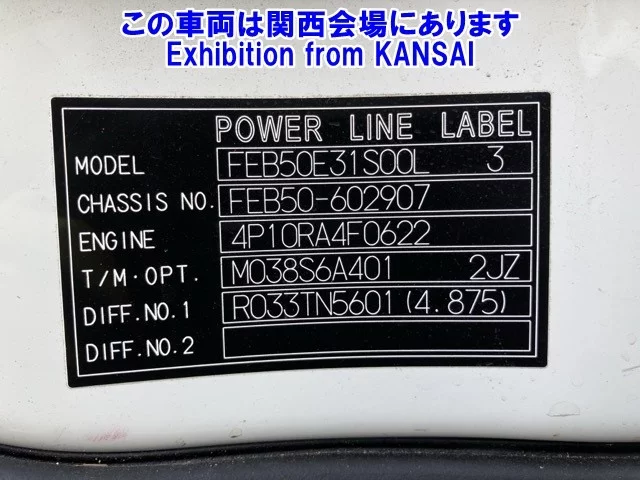 この車両は関西会場にあります
Exhibition from KANSAI
POWER LINE LABEL
MODEL FEB50E31S00L 3
CHASSIS NO. FEB50-602907
ENGINE 4P10RA4F0622
T/M·OPT. M038S6A401 2JZ
DIFF.NO.1 R033TN5601(4.875)
DIFF.NO.2